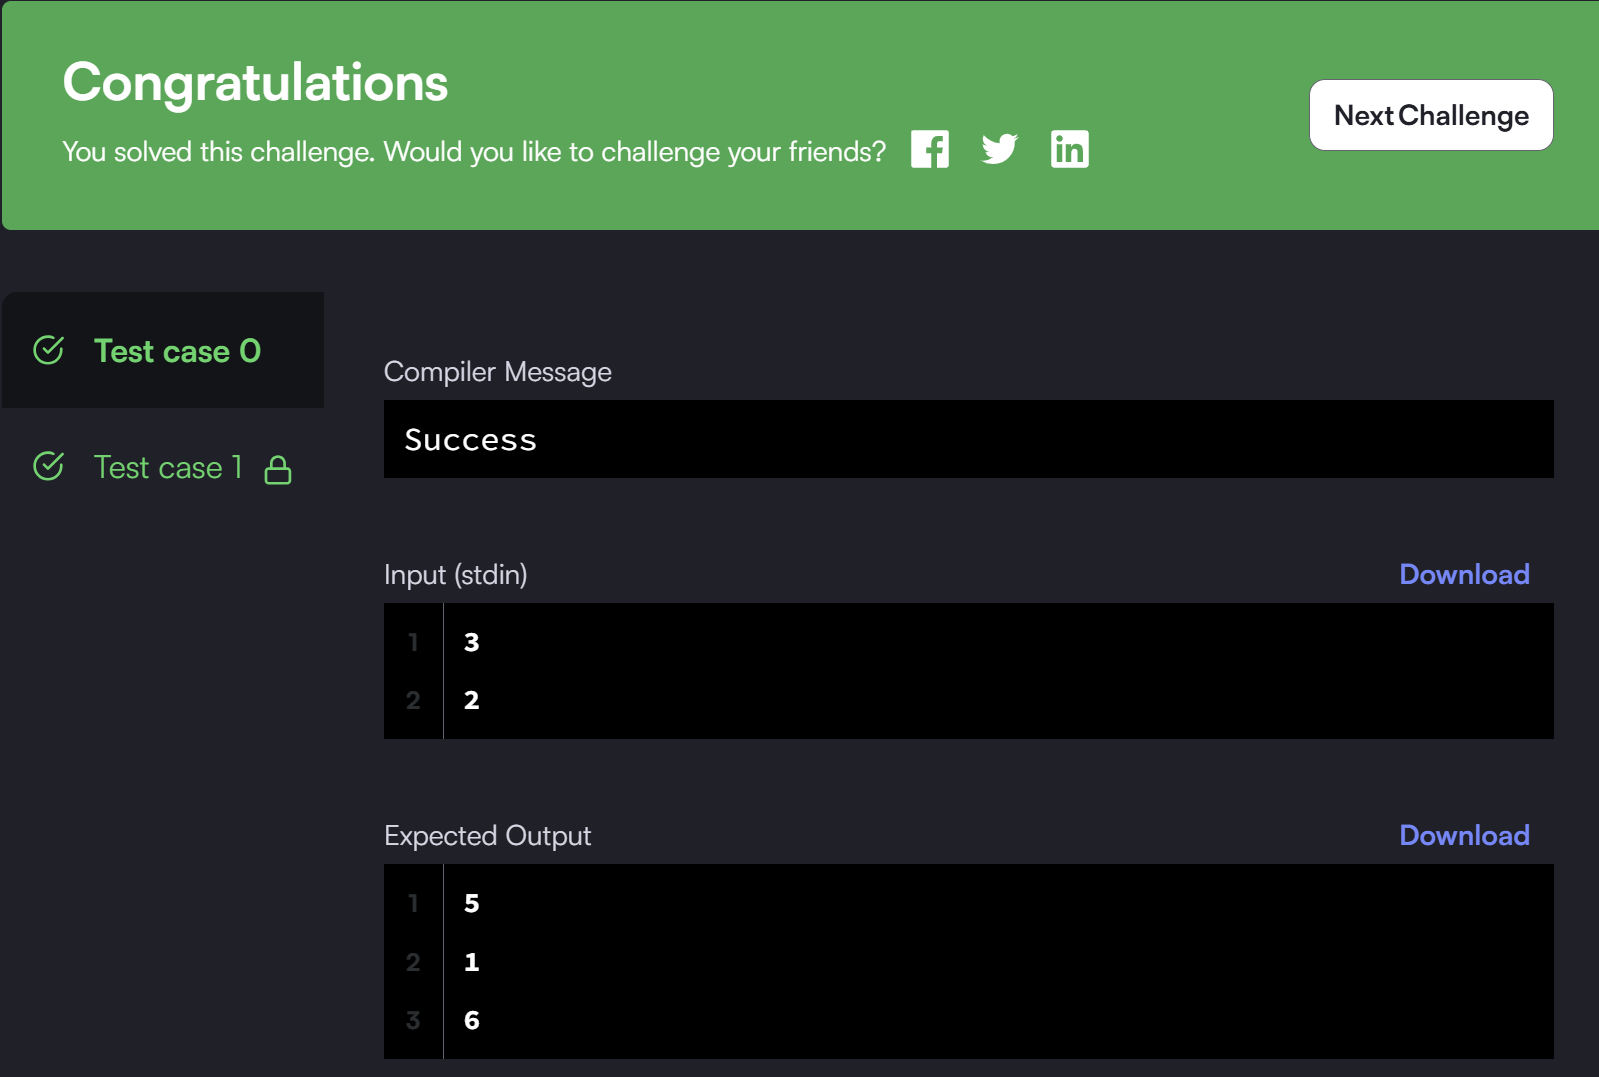 Congratulations
You solved this challenge. Would you like to challenge your friends?
Next Challenge
Test case 0
Test case 1
Compiler Message
Success
Input (stdin)
Download
1 3
2 2
Expected Output
Download
1 5
2 1
3 6